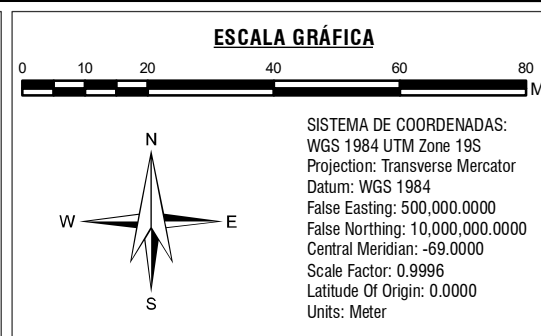 ESCALA GRÁFICA
0 10 20 40 60 80
M
N
W E
S
SISTEMA DE COORDENADAS:
WGS 1984 UTM Zone 19S
Projection: Transverse Mercator
Datum: WGS 1984
False Easting: 500,000.0000
False Northing: 10,000,000.0000
Central Meridian: -69.0000
Scale Factor: 0.9996
Latitude Of Origin: 0.0000
Units: Meter